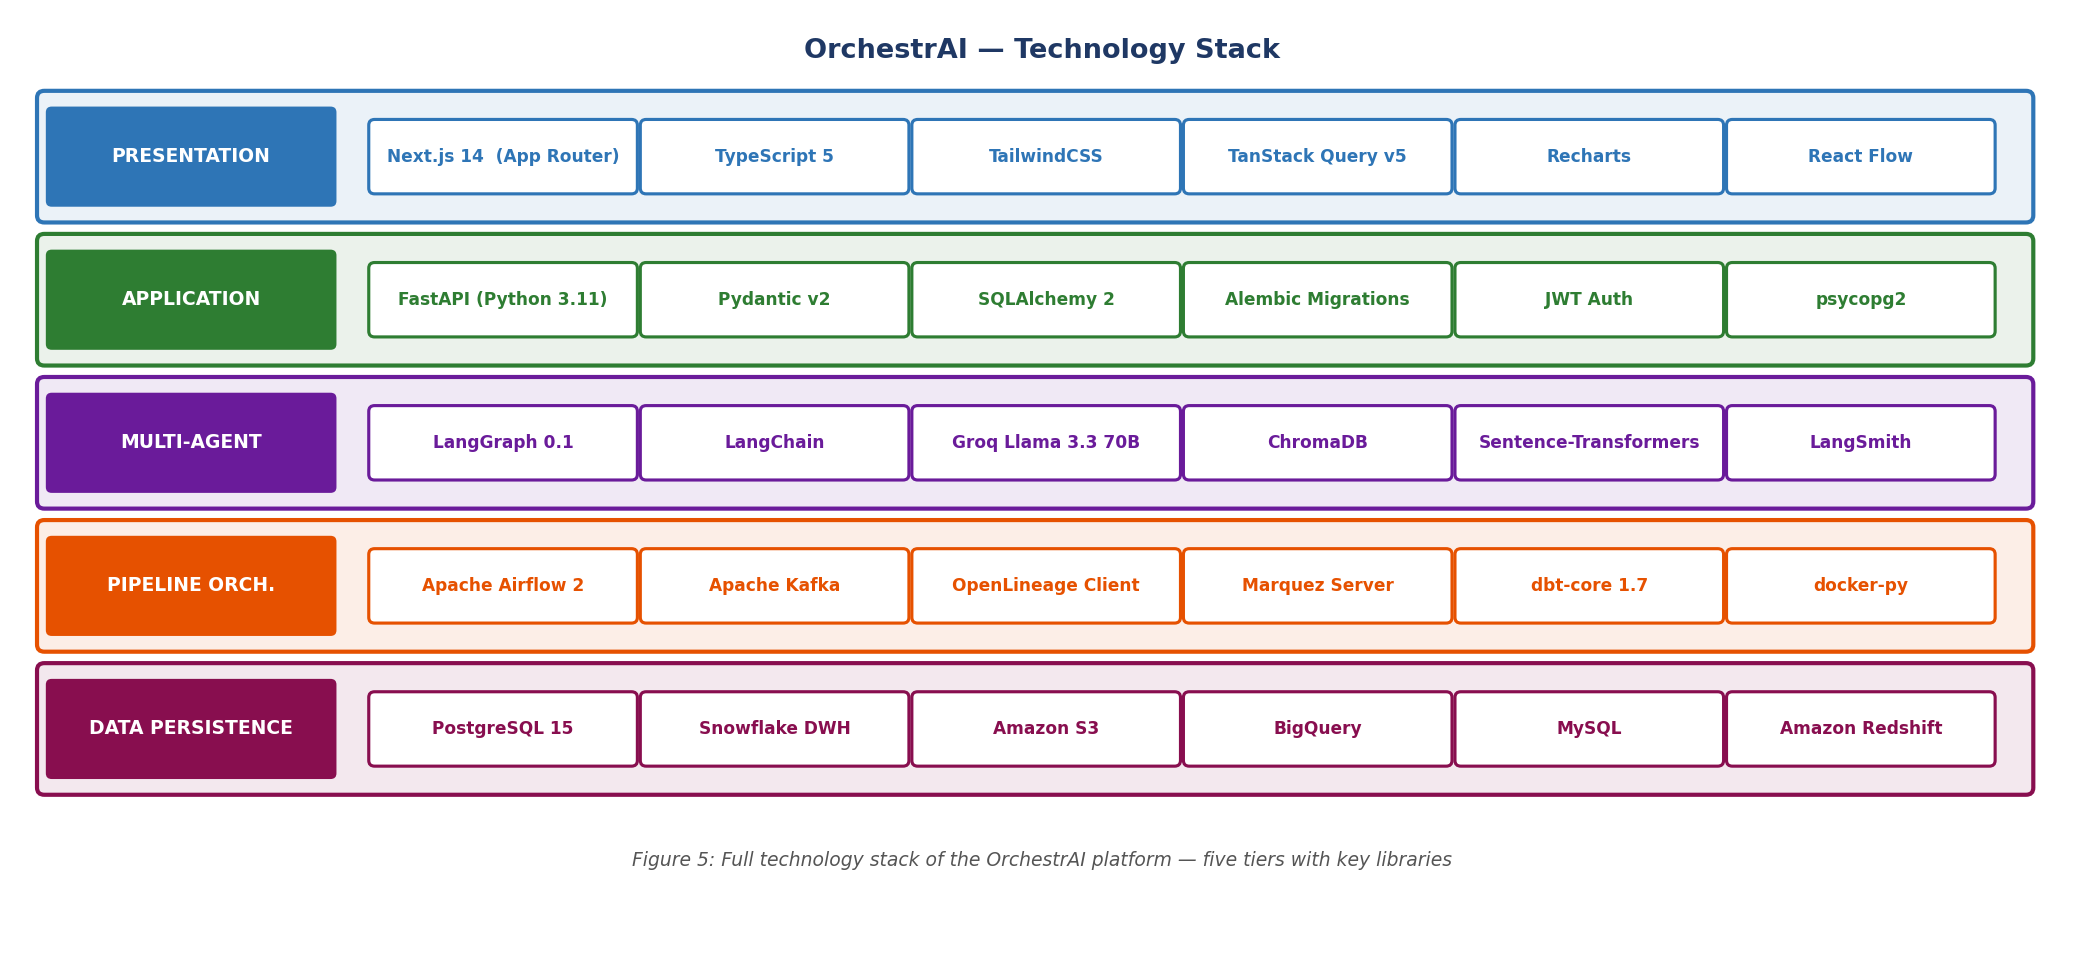 OrchestrAI — Technology Stack
PRESENTATION
Next.js 14  (App Router)
TypeScript 5
TailwindCSS
TanStack Query v5
Recharts
React Flow
APPLICATION
FastAPI (Python 3.11)
Pydantic v2
SQLAlchemy 2
Alembic Migrations
JWT Auth
psycopg2
MULTI-AGENT
LangGraph 0.1
LangChain
Groq Llama 3.3 70B
ChromaDB
Sentence-Transformers
LangSmith
PIPELINE ORCH.
Apache Airflow 2
Apache Kafka
OpenLineage Client
Marquez Server
dbt-core 1.7
docker-py
DATA PERSISTENCE
PostgreSQL 15
Snowflake DWH
Amazon S3
BigQuery
MySQL
Amazon Redshift
Figure 5: Full technology stack of the OrchestrAI platform — five tiers with key libraries